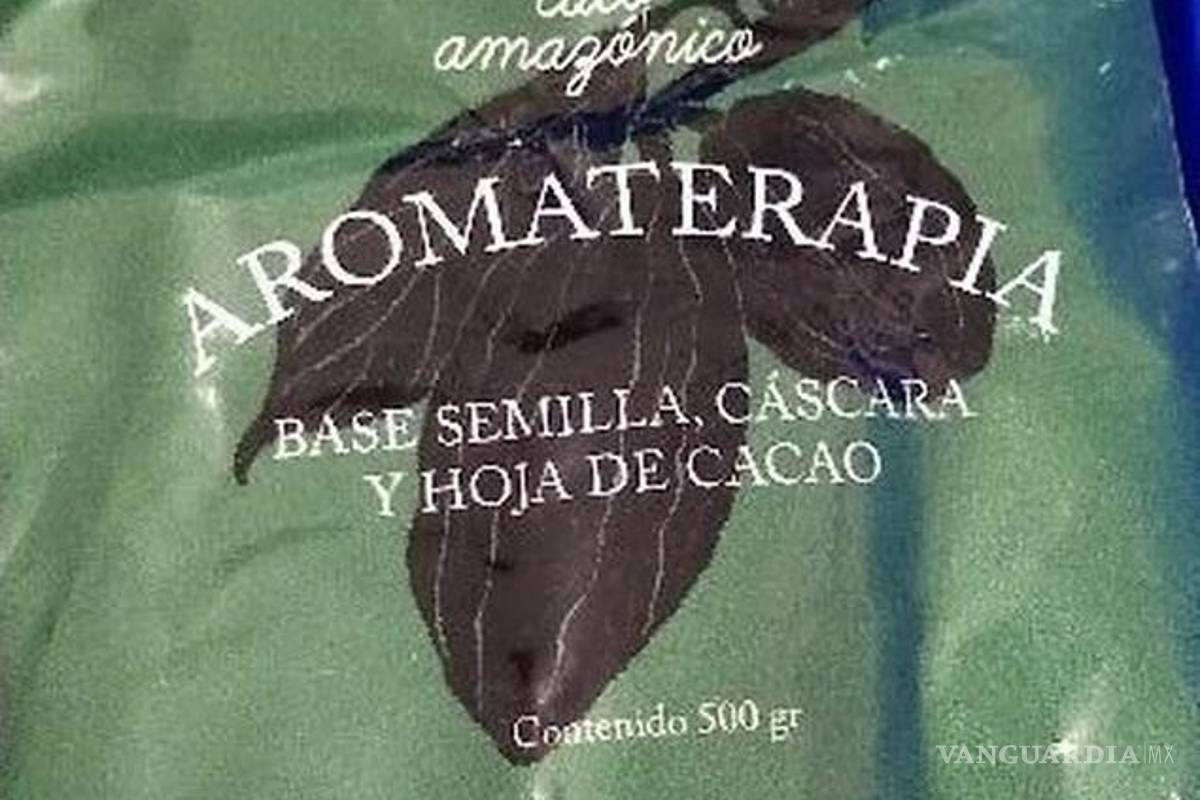 amazónico
AROMATERAPIA
BASE SEMILLA, CÁSCARA
Y HOJA DE CACAO
Contenido 500 gr
VANGUARDIA|MX